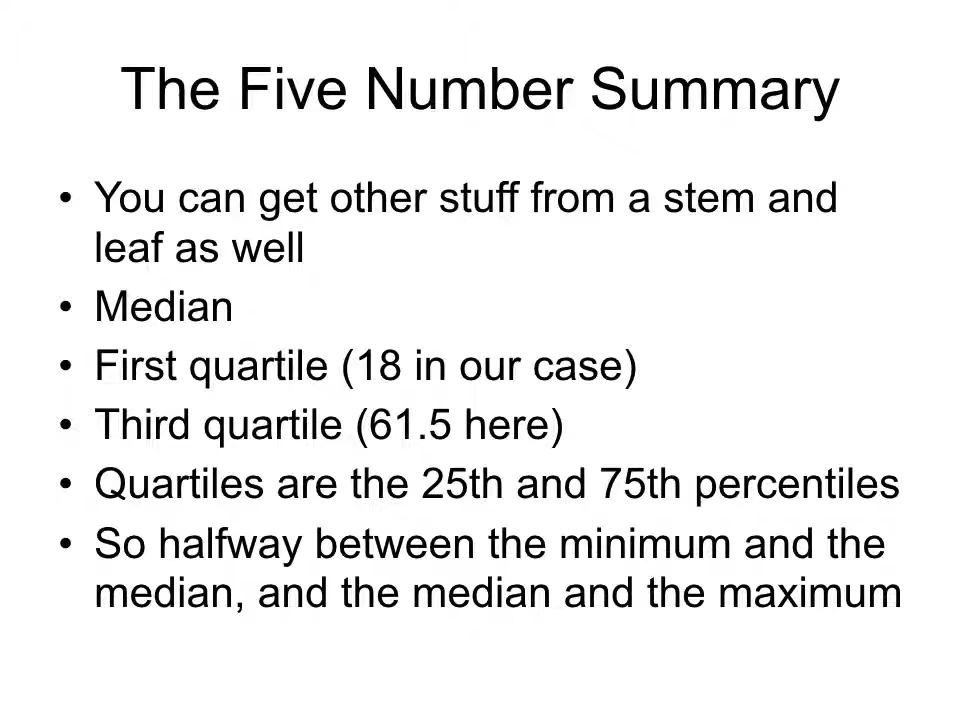 The Five Number Summary
• You can get other stuff from a stem and
leaf as well
• Median
• First quartile (18 in our case)
• Third quartile (61.5 here)
• Quartiles are the 25th and 75th percentiles
• So halfway between the minimum and the
median, and the median and the maximum